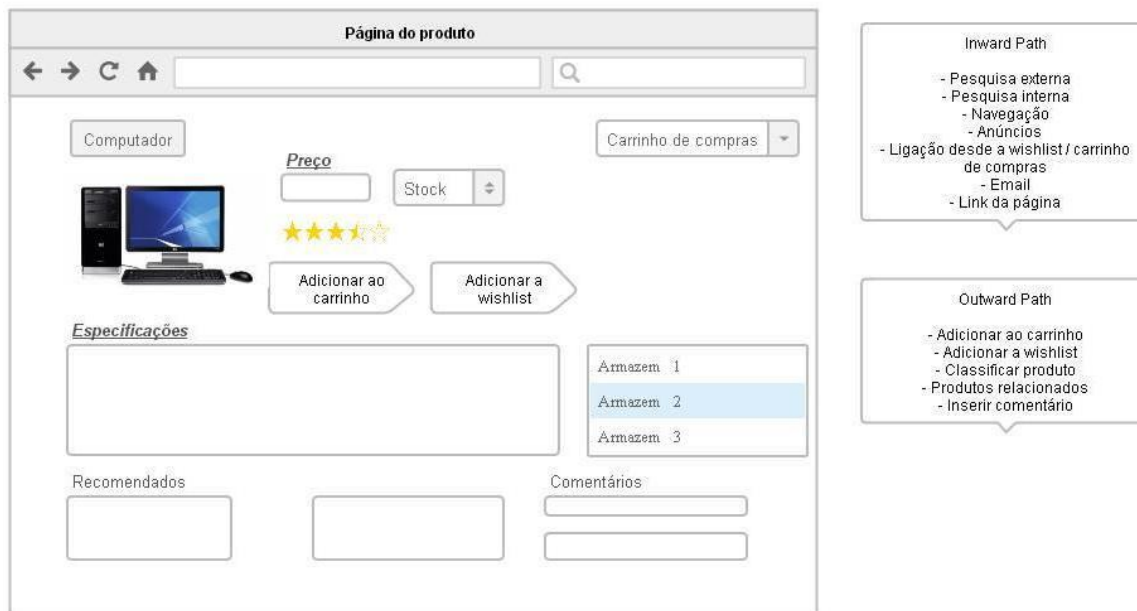 Página do produto
Computador
Carrinho de compras
Preço
Stock
Adicionar ao
carrinho
Adicionar a
wishlist
Especificações
Armazem 1
Armazem 2
Armazem 3
Recomendados
Comentários
Inward Path
- Pesquisa externa
- Pesquisa interna
- Navegação
- Anúncios
- Ligação desde a wishlist / carrinho
de compras
- Email
- Link da página
Outward Path
- Adicionar ao carrinho
- Adicionar a wishlist
- Classificar produto
- Produtos relacionados
- Inserir comentário